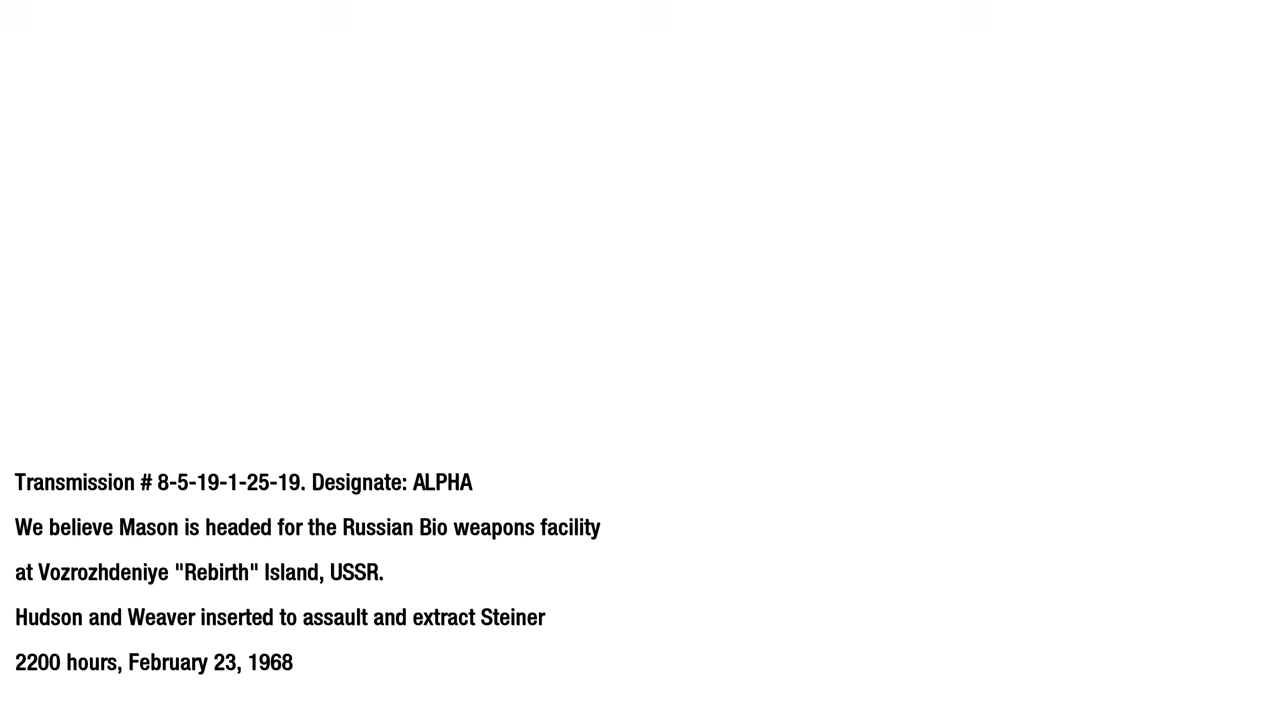 Transmission # 8-5-19-1-25-19. Designate: ALPHA
We believe Mason is headed for the Russian Bio weapons facility
at Vozrozhdeniye "Rebirth" Island, USSR.
Hudson and Weaver inserted to assault and extract Steiner
2200 hours, February 23, 1968